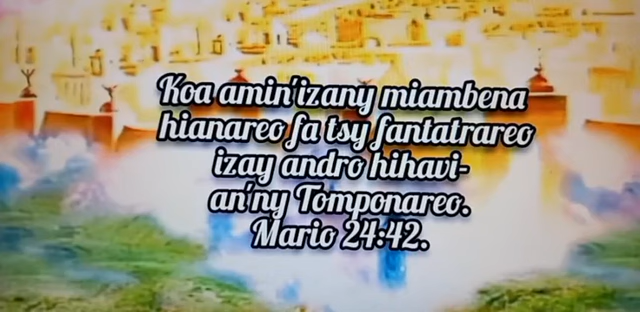 Koa amin'izany miambena
hianareo fa tsy fantatrareo
izay andro hihavi-
an'ny Tomponareo.
Mario 24:42.